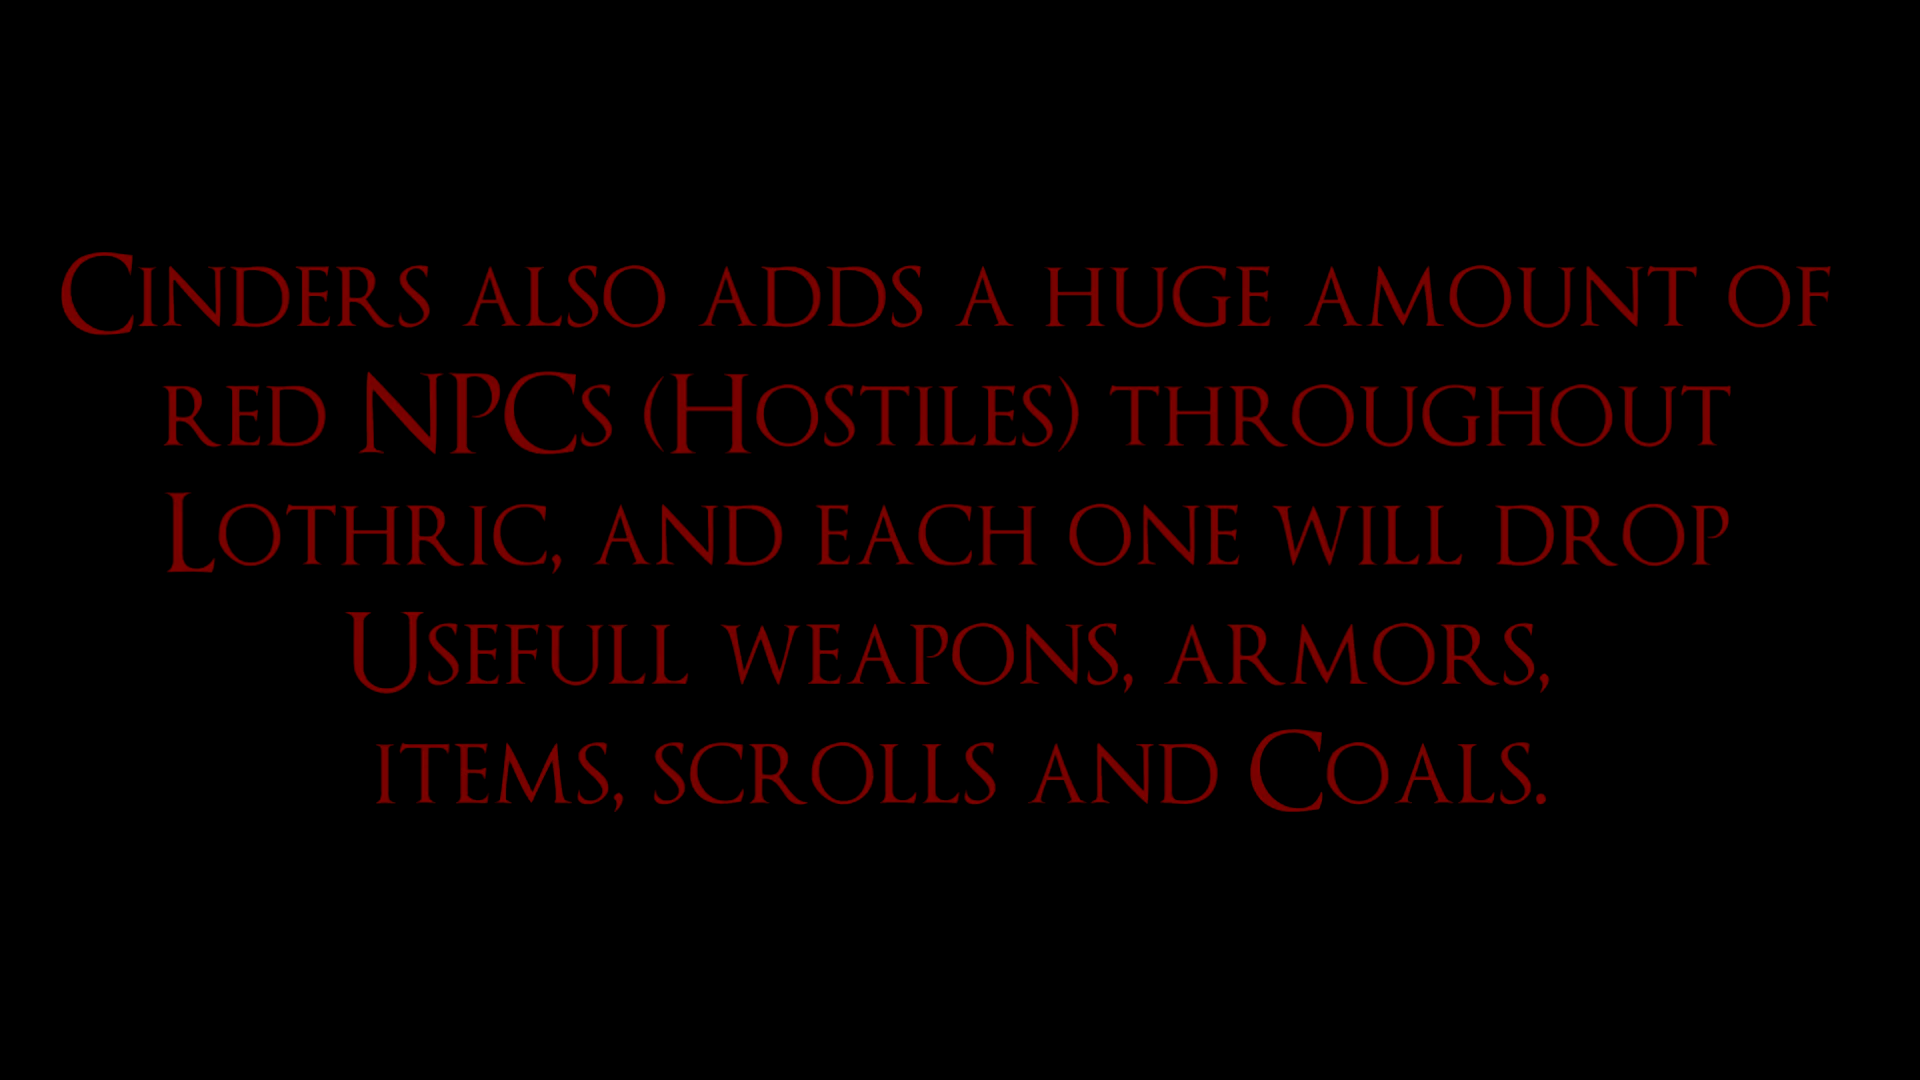 Cinders also adds a huge amount of
red NPCs (Hostiles) throughout
Lothric, and each one will drop
Usefull weapons, armors,
items, scrolls and Coals.